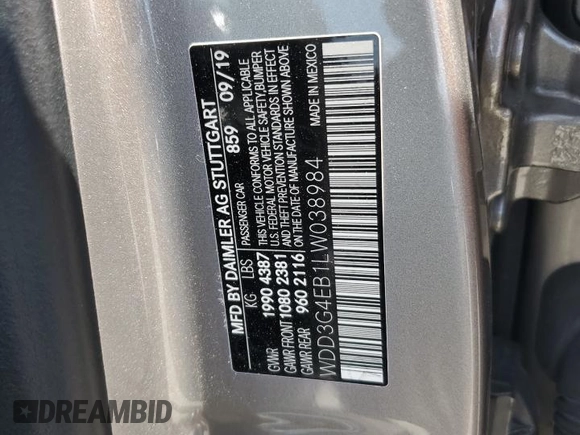 MFD BY DAIMLER AG STUTTGART
859 09/19
PASSENGER CAR
KG LBS
GVWR 1990 4387
GAWR FRONT 1080 2381
GAWR REAR 960 2116
THIS VEHICLE CONFORMS TO ALL APPLICABLE
U.S. FEDERAL MOTOR VEHICLE SAFETY,BUMPER
AND THEFT PREVENTION STANDARDS IN EFFECT
ON THE DATE OF MANUFACTURE SHOWN ABOVE
WDD3G4EB1LW038984
MADE IN MEXICO
DREAMBID